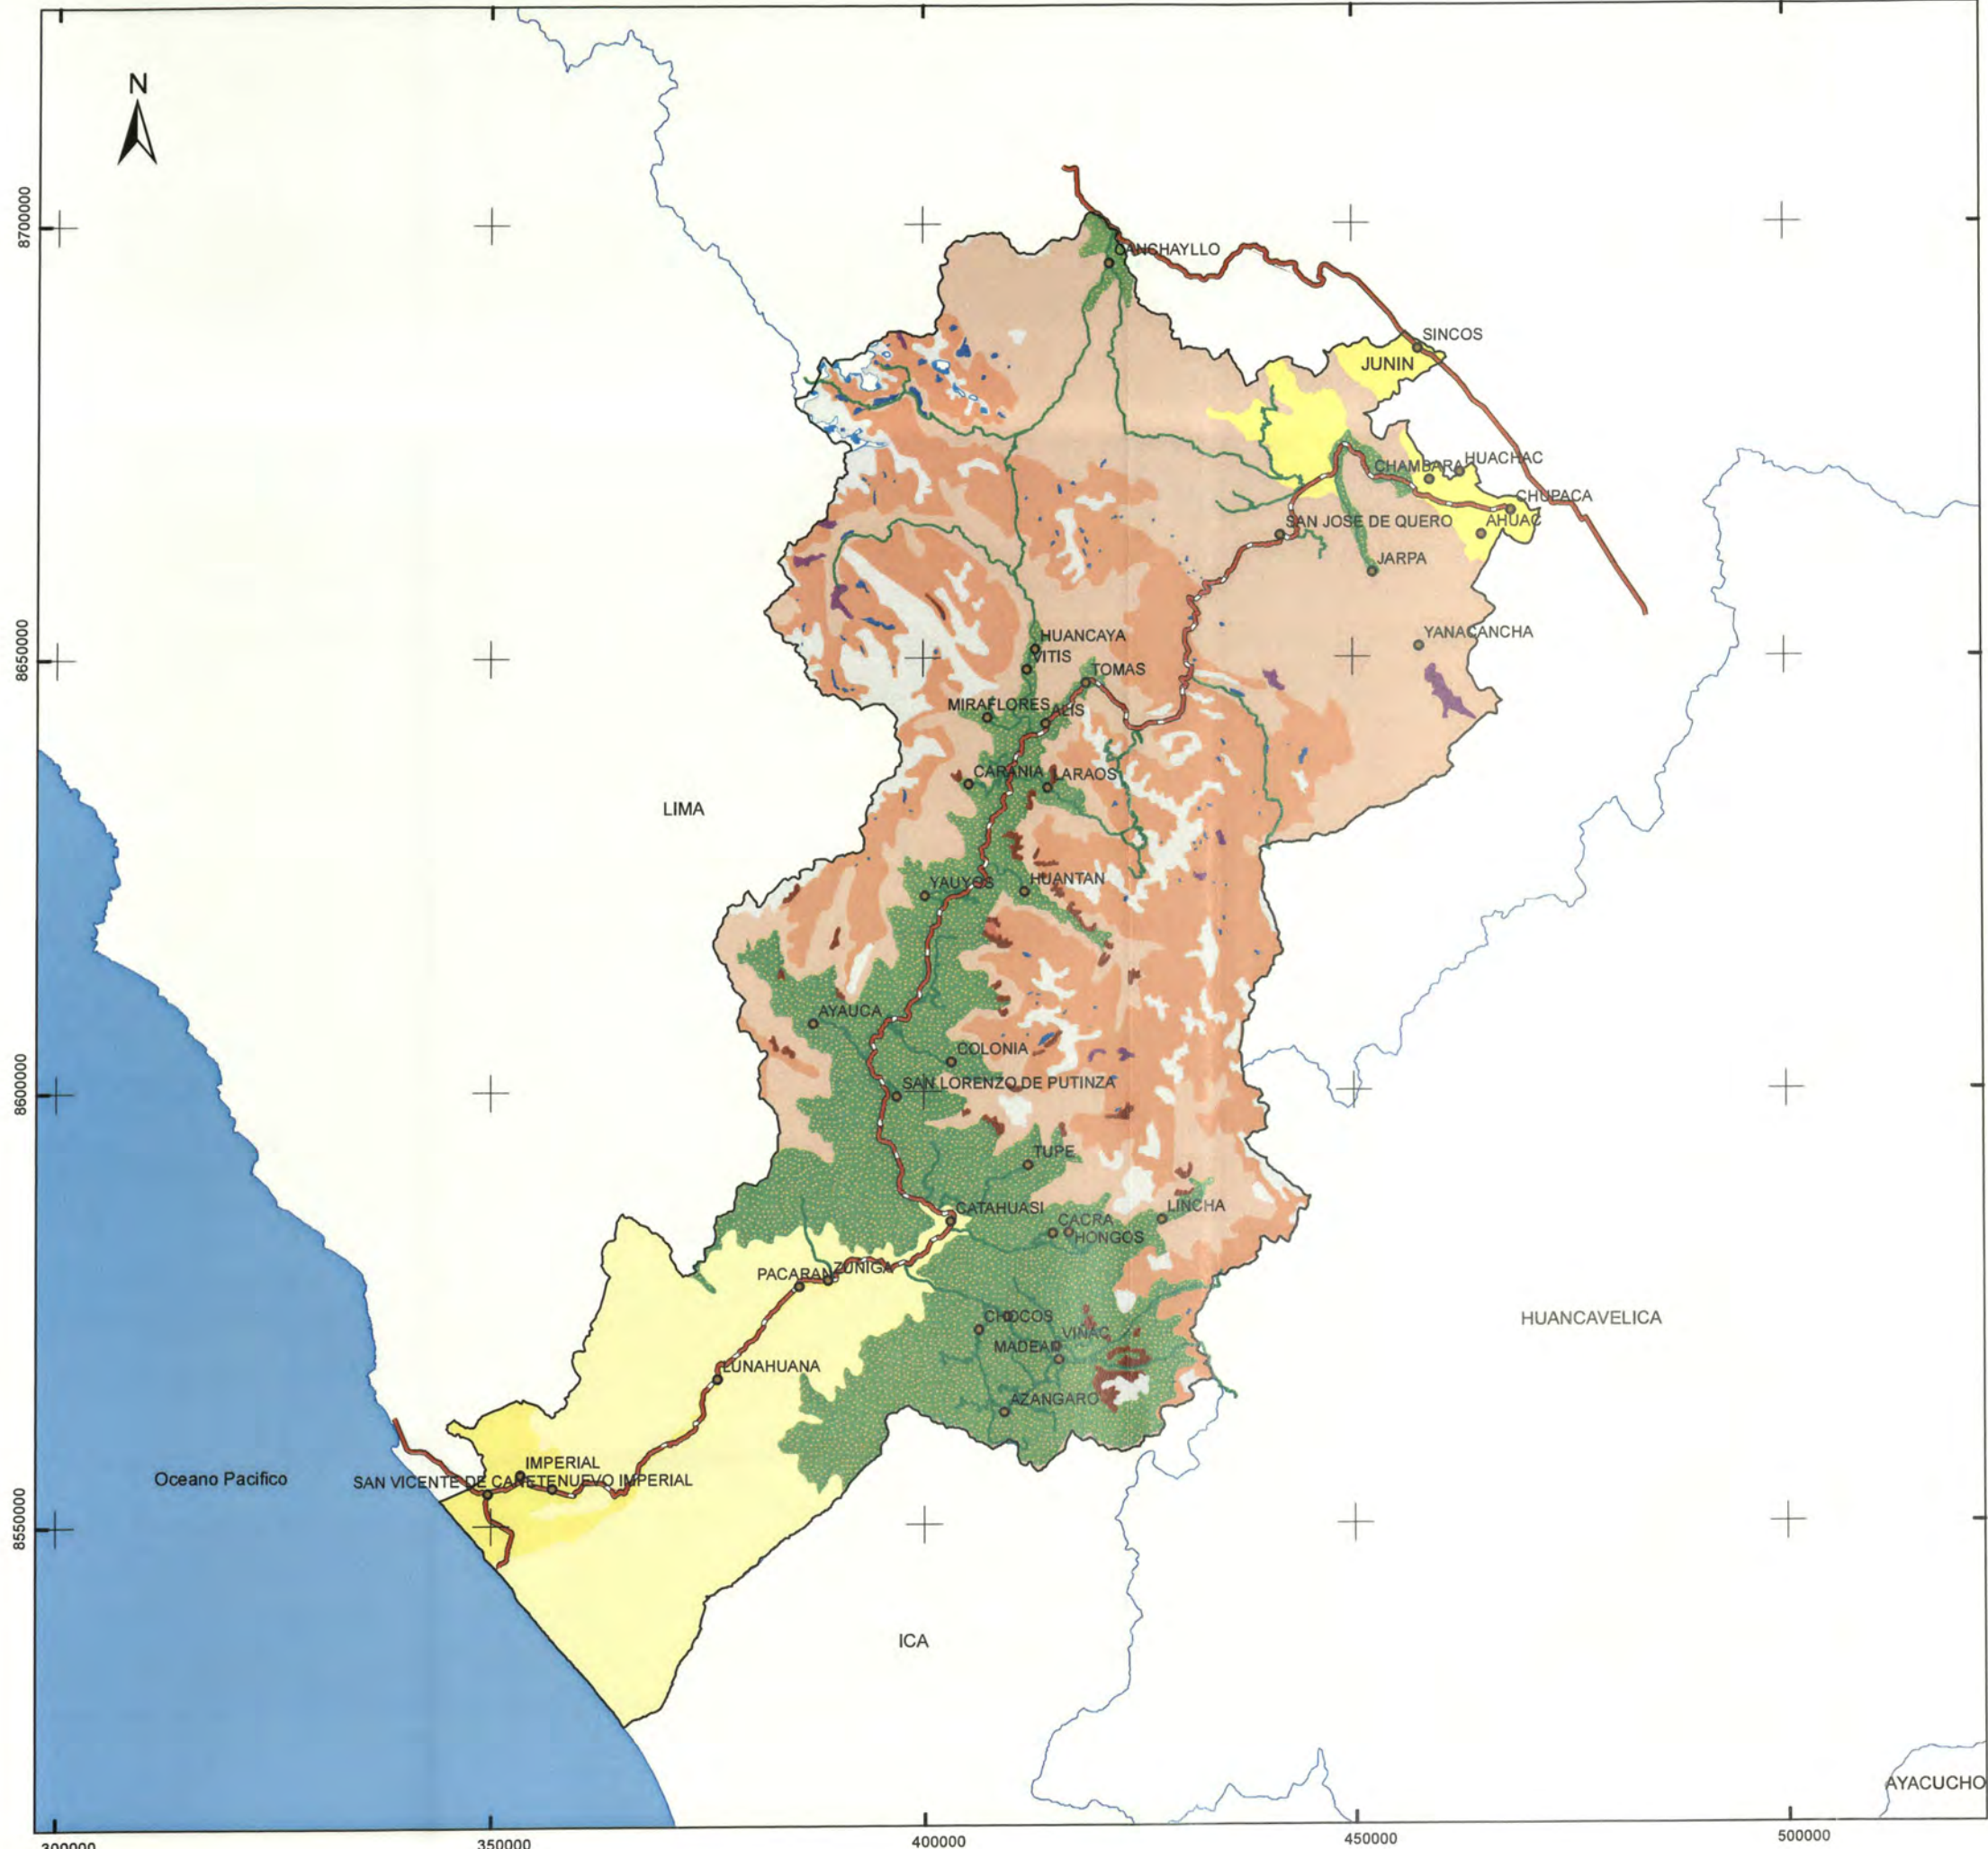 N
8700000
ANCHAYLLO
SINCOS
JUNIN
CHAMBARA
HUACHAC
CHUPACA
SAN JOSE DE QUERO
AHUAC
JARPA
8650000
HUANCAYA
YANACANCHA
VITIS
TOMAS
MIRAFLORES
ALIS
CARANIA
LARAOS
LIMA
YAUYOS
HUANTAN
AYAUCA
COLONIA
8600000
SAN LORENZO DE PUTINZA
TUPE
CATAHUASI
LINCHA
CACRA
HONGOS
ZUÑIGA
PACARAN
CHOCOS
HUANCAVELICA
VIÑAC
MADEAN
LUNAHUANA
AZANGARO
IMPERIAL
Oceano Pacifico
SAN VICENTE DE CAÑETE
NUEVO IMPERIAL
8550000
ICA
AYACUCHO
300000
350000
400000
450000
500000